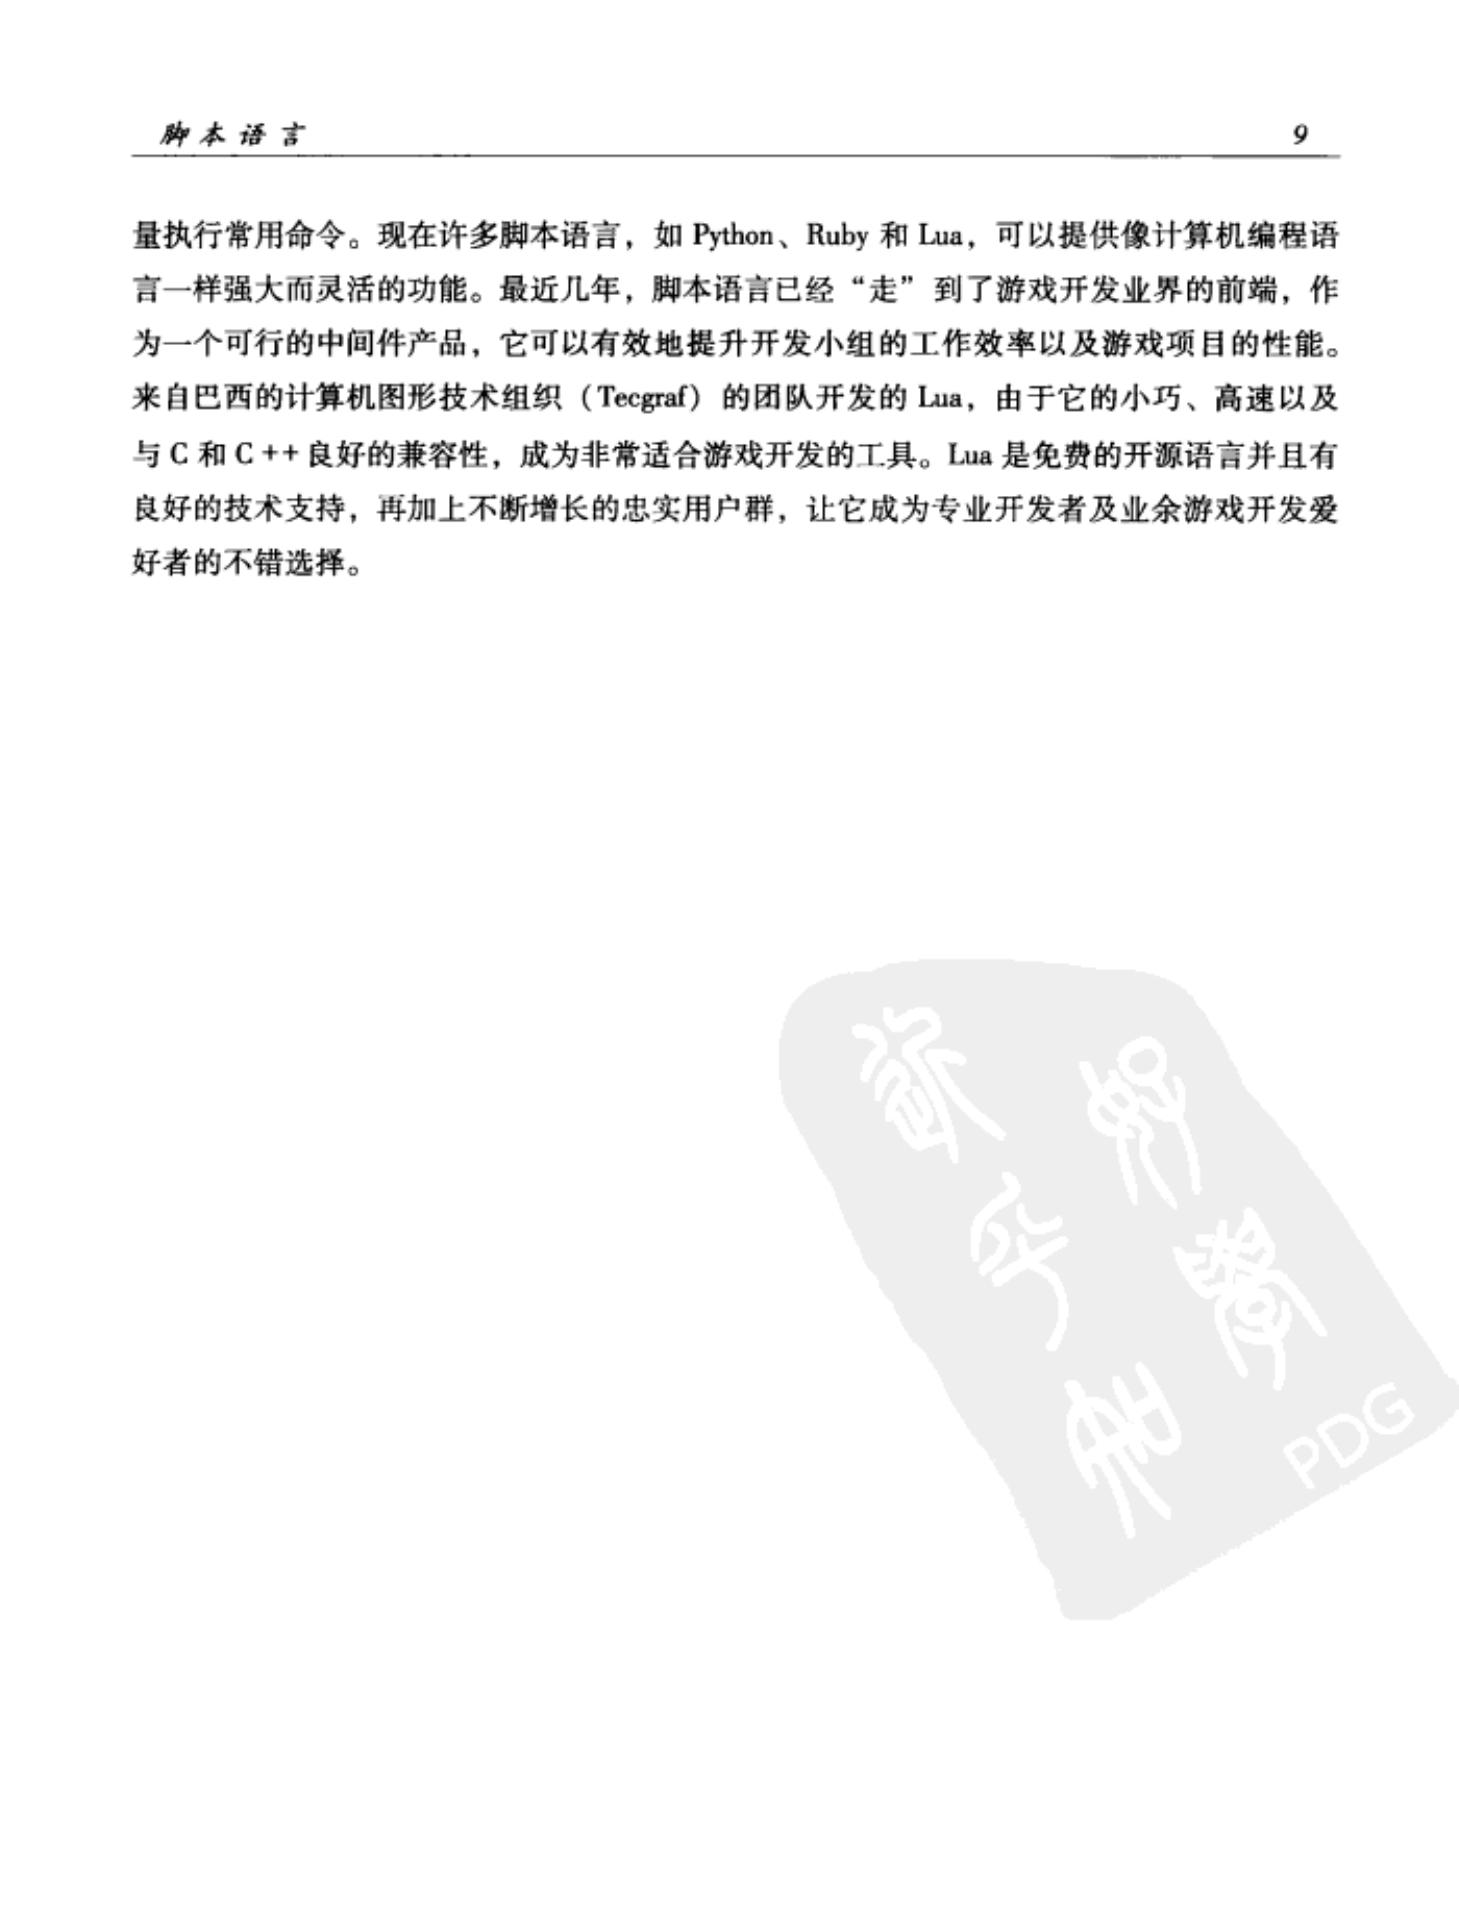 脚本语言 9
量执行常用命令。现在许多脚本语言，如 Python、Ruby 和 Lua，可以提供像计算机编程语
言一样强大而灵活的功能。最近几年，脚本语言已经“走”到了游戏开发业界的前端，作
为一个可行的中间件产品，它可以有效地提升开发小组的工作效率以及游戏项目的性能。
来自巴西的计算机图形技术组织（Tecgraf）的团队开发的 Lua，由于它的小巧、高速以及
与 C 和 C ++ 良好的兼容性，成为非常适合游戏开发的工具。Lua 是免费的开源语言并且有
良好的技术支持，再加上不断增长的忠实用户群，让它成为专业开发者及业余游戏开发爱
好者的不错选择。
PDG